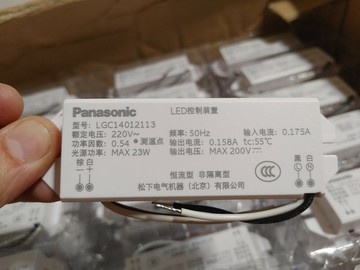 Panasonic LED控制装置
型号: LGC14012113
额定电压: 220V～ 频率: 50Hz 输入电流: 0.175A
功率因数: 0.54 测温点 输出电流: 0.158A tc:55℃
光源功率: MAX 23W 输出电压: MAX 200V
棕 白
+ −
黑 白
L N
恒流型 非隔离型
松下电气机器（北京）有限公司